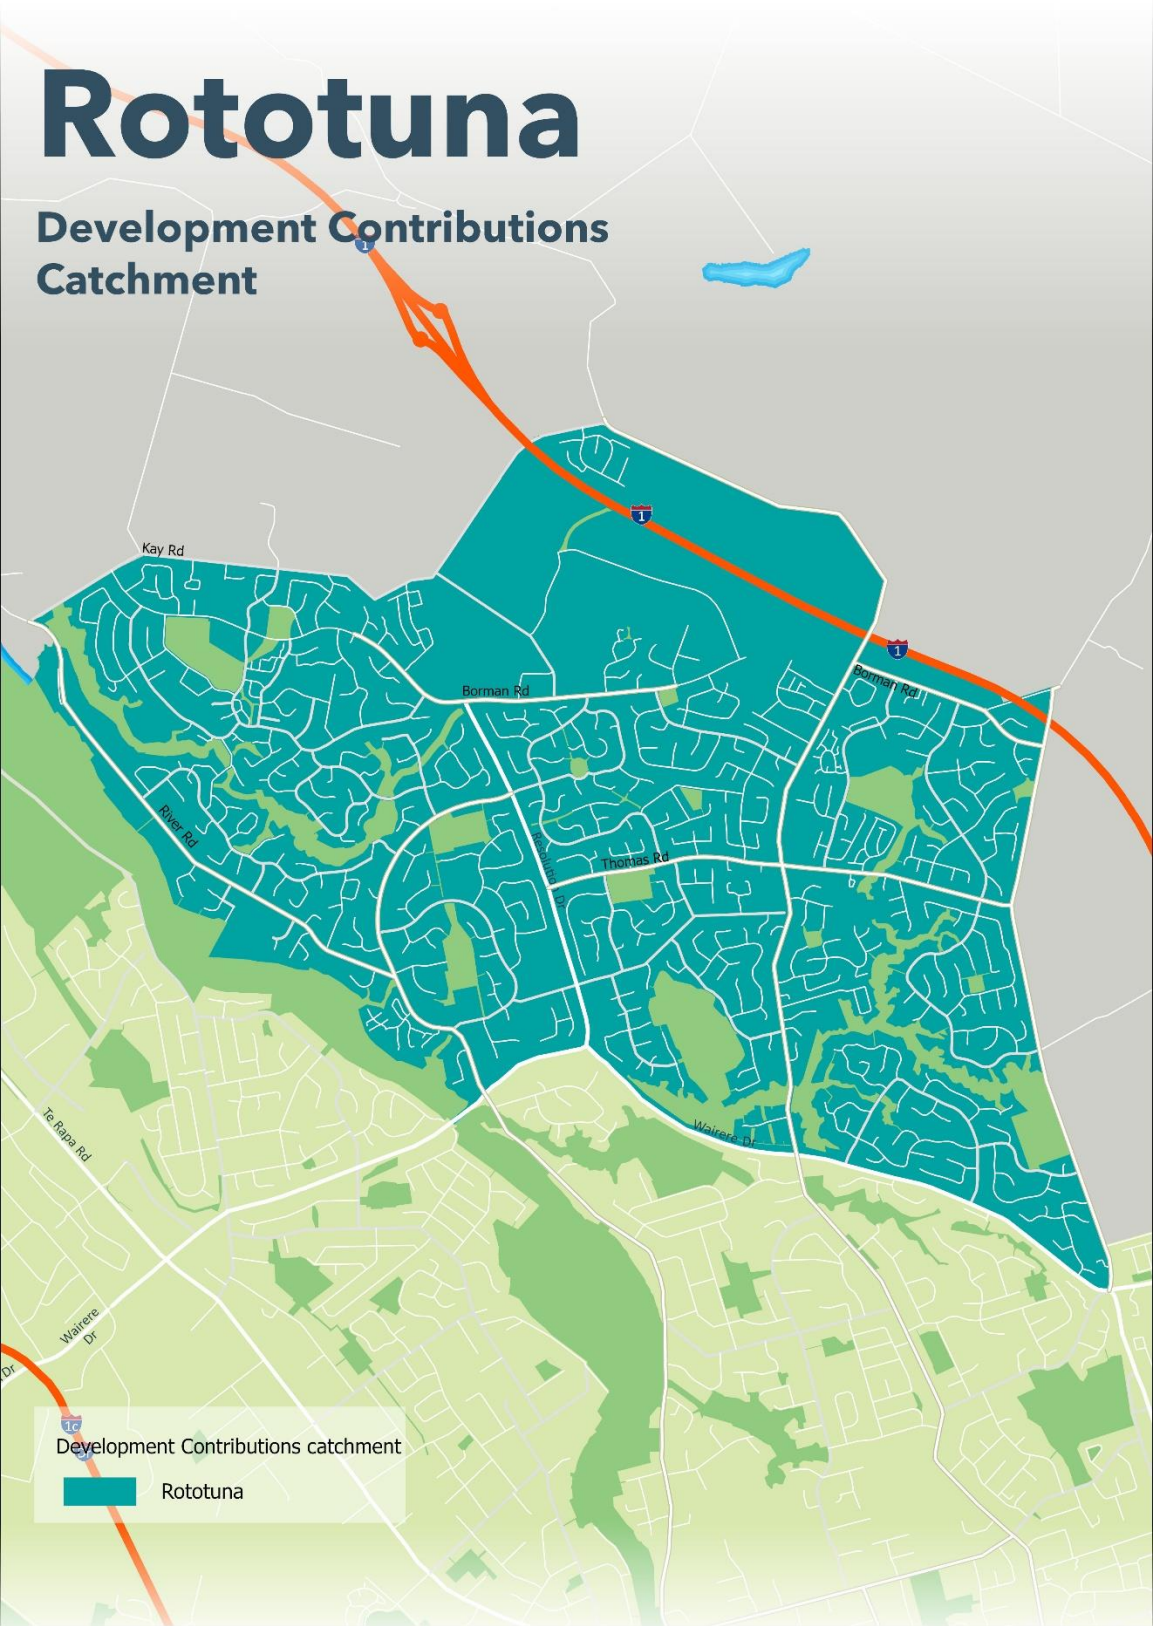 Rototuna
Development Contributions
Catchment
1
1
Kay Rd
1
Borman Rd
Borman Rd
River Rd
Resolution Dr
Thomas Rd
Te Rapa Rd
Wairere Dr
Wairere
Dr
Dr
1c
Development Contributions catchment
Rototuna